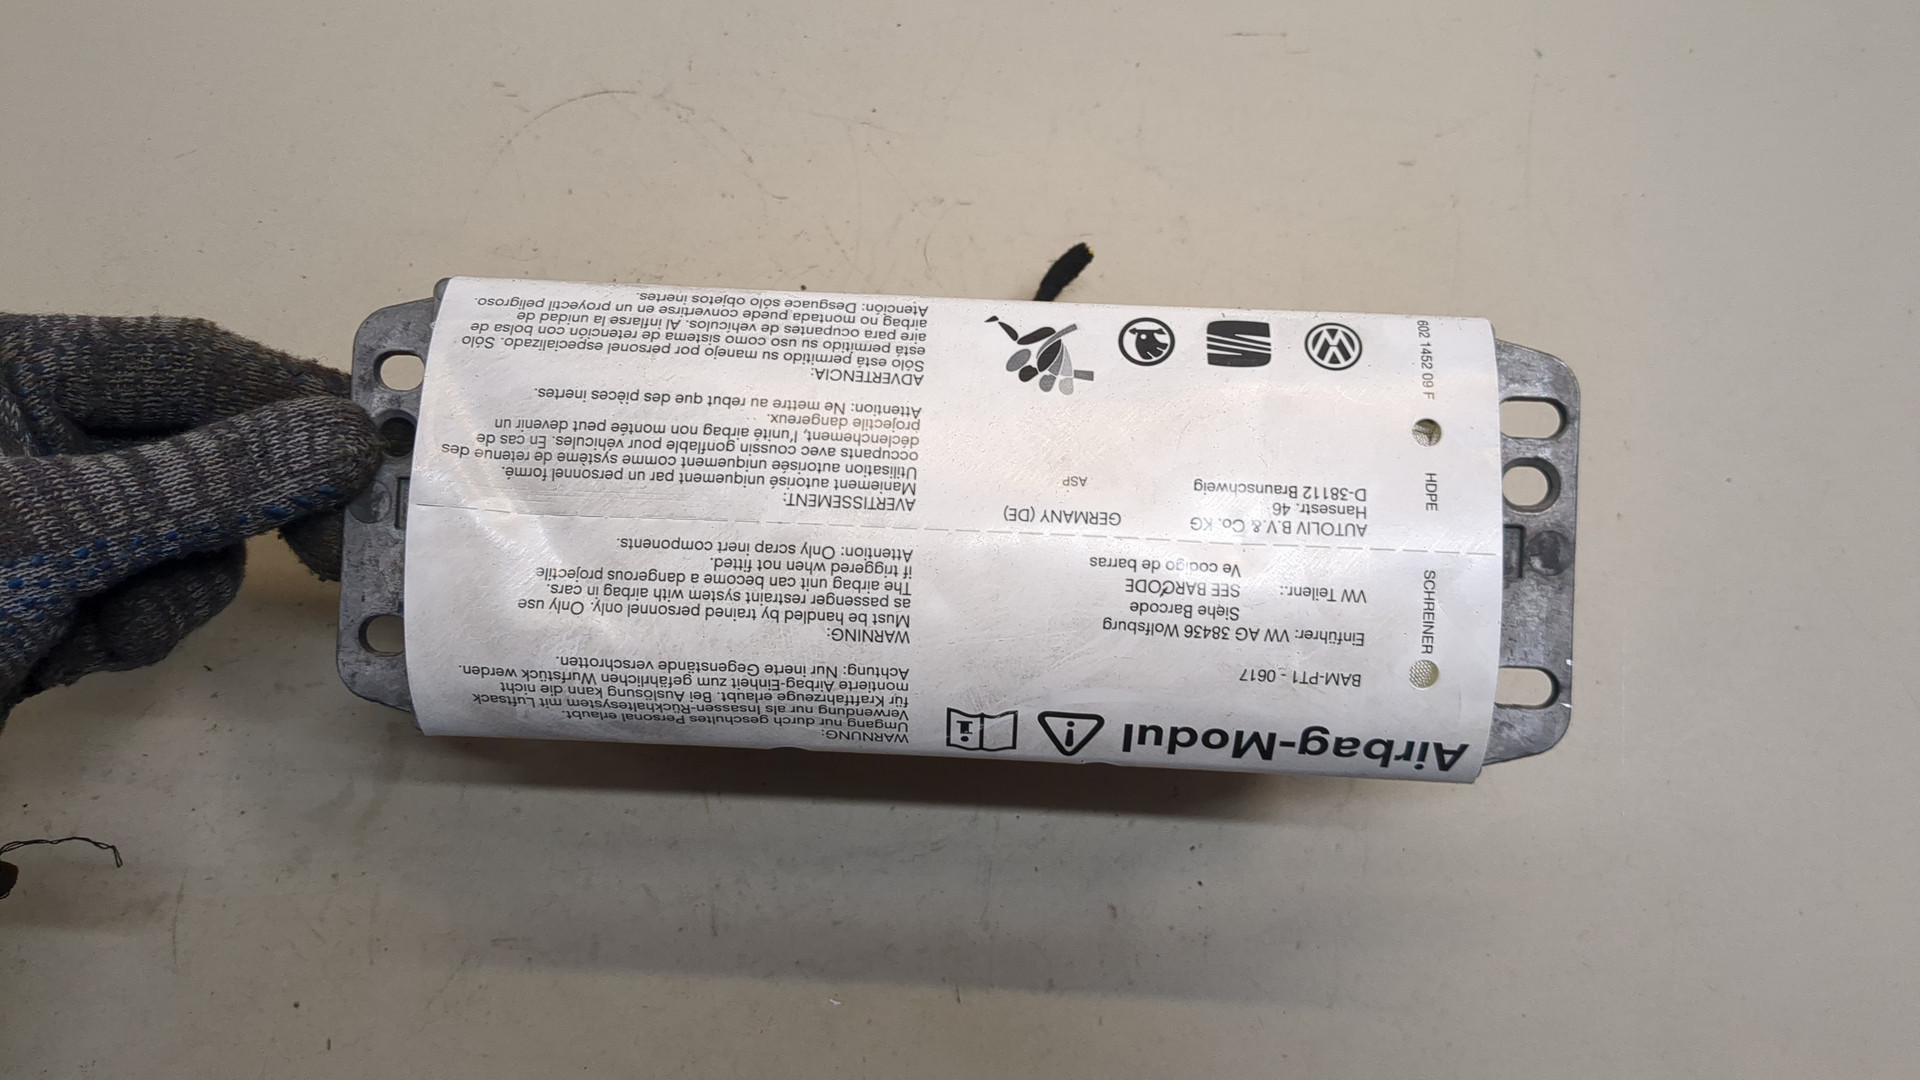 Airbag-Modul
BAM-PT1 - 0617
Einführer: VW AG 38436 Wolfsburg
Siehe Barcode
VW Teilenr.: SEE BARCODE
Ve codigo de barras
AUTOLIV B.V.& Co. KG GERMANY (DE)
Hansestr. 46
D-38112 Braunschweig
ASP
WARNUNG:
Umgang nur durch geschultes Personal erlaubt.
Verwendung nur als Insassen-Rückhaltesystem mit Luftsack
für Kraftfahrzeuge erlaubt. Bei Auslösung kann die nicht
montierte Airbag-Einheit zum gefährlichen Wurfstück werden.
Achtung: Nur inerte Gegenstände verschrotten.
WARNING:
Must be handled by trained personnel only. Only use
as passenger restraint system with airbag in cars.
The airbag unit can become a dangerous projectile
if triggered when not fitted.
Attention: Only scrap inert components.
AVERTISSEMENT:
Maniement autorisé uniquement par un personnel formé.
Utilisation autorisée uniquement comme système de retenue des
occupants avec coussin gonflable pour véhicules. En cas de
déclenchement, l'unité airbag non montée peut devenir un
projectile dangereux.
Attention: Ne mettre au rebut que des pièces inertes.
ADVERTENCIA:
Sólo está permitido su manejo por personal especializado. Sólo
está permitido su uso como sistema de retención con bolsa de
aire para ocupantes de vehículos. Al inflarse la unidad de
airbag no montada puede convertirse en un proyectil peligroso.
Atención: Desguace sólo objetos inertes.
SCHREINER HDPE 602 1452 09 F